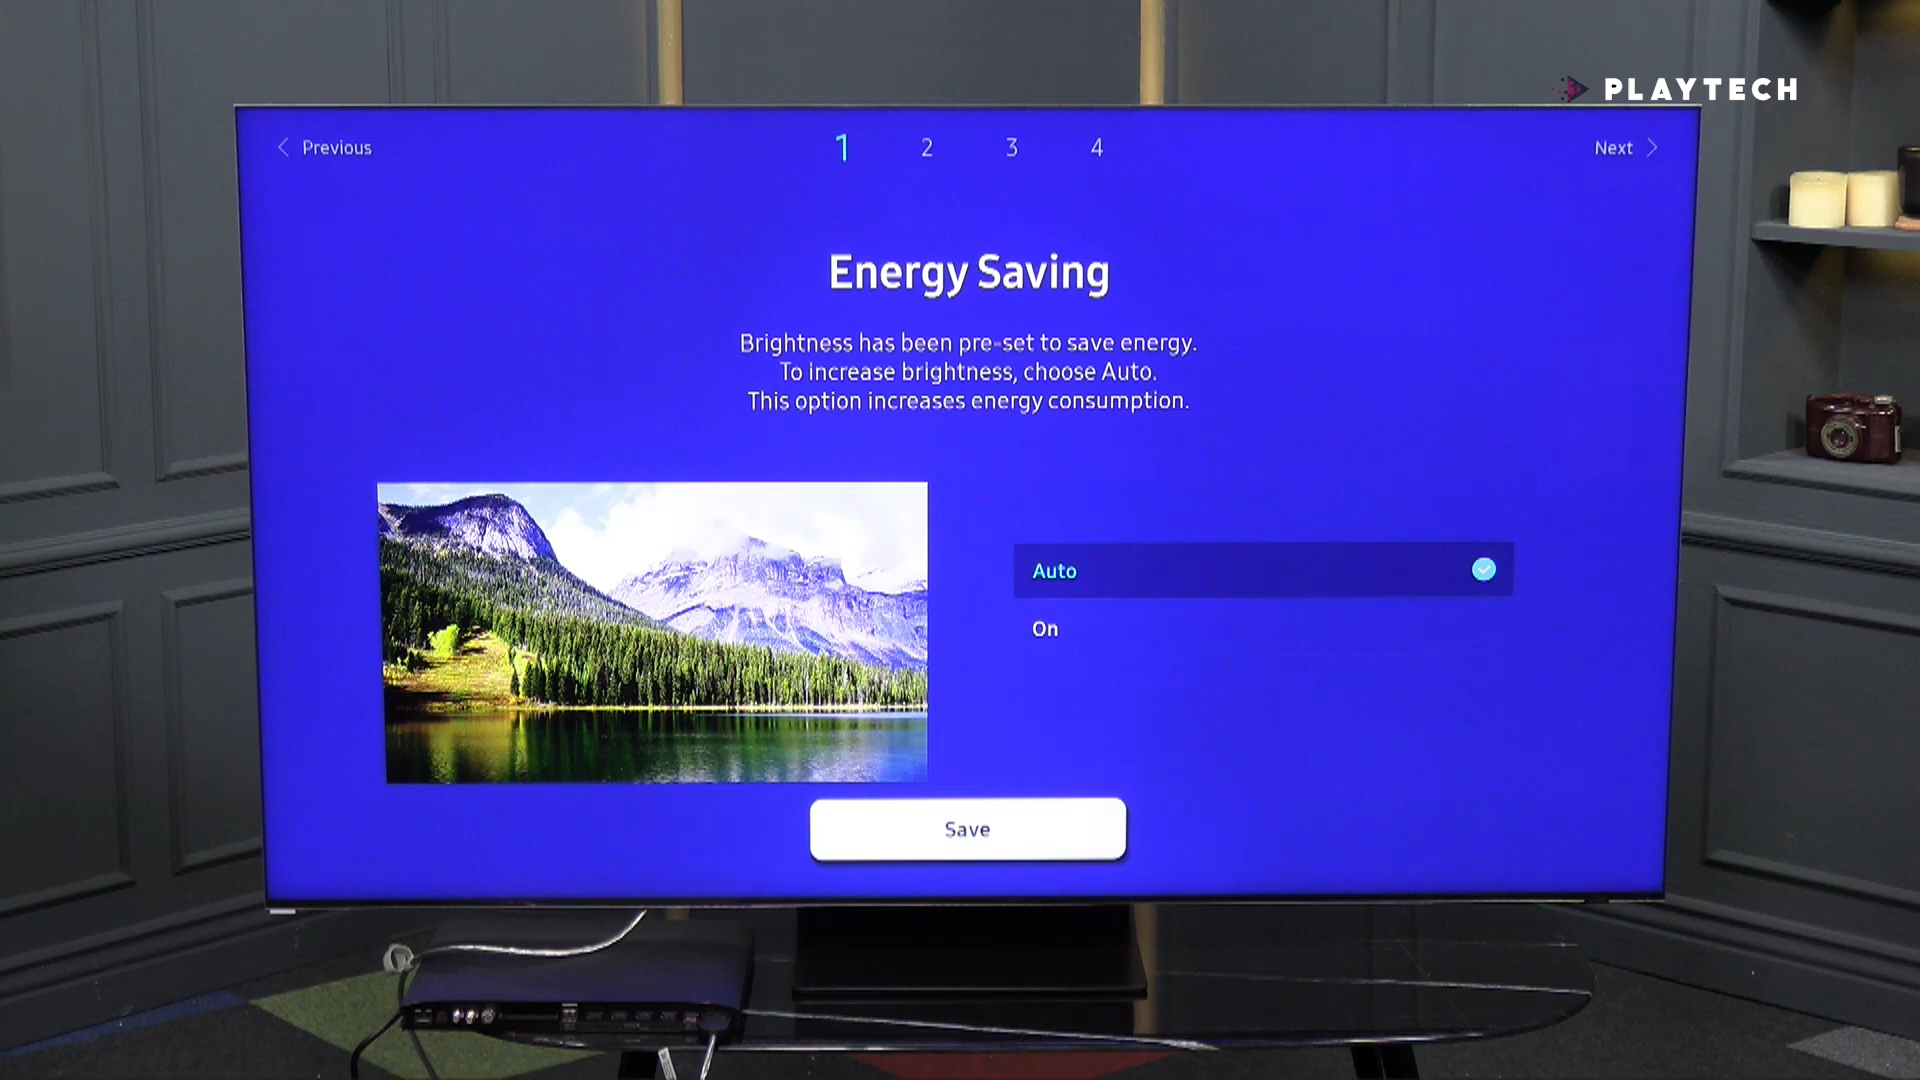 PLAYTECH
Previous
1 2 3 4
Next
Energy Saving
Brightness has been pre-set to save energy.
To increase brightness, choose Auto.
This option increases energy consumption.
Auto
On
Save